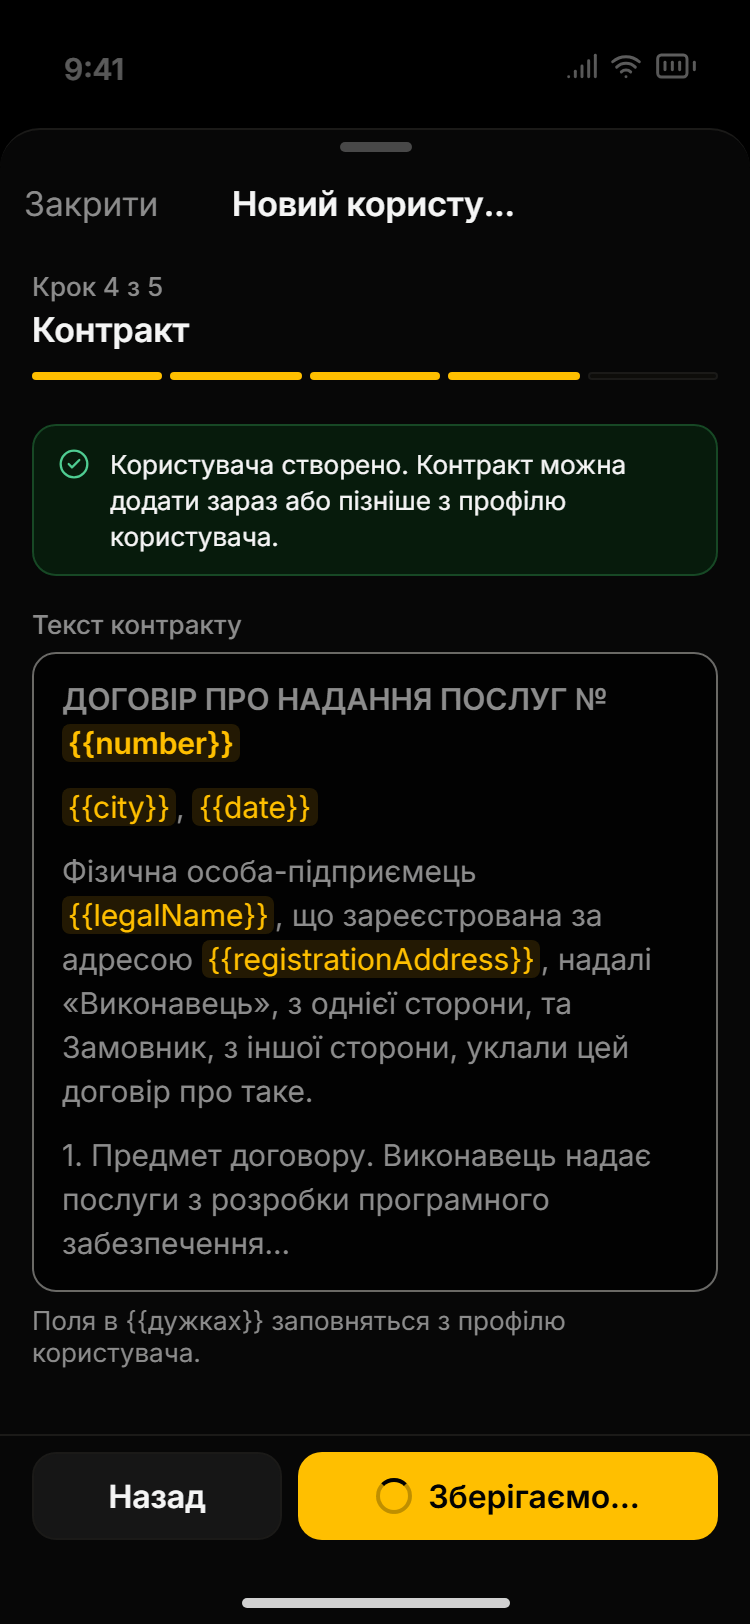 9:41
Закрити
Новий користу...
Крок 4 з 5
Контракт
Користувача створено. Контракт можна
додати зараз або пізніше з профілю
користувача.
Текст контракту
ДОГОВІР ПРО НАДАННЯ ПОСЛУГ №
{{number}}
{{city}}, {{date}}
Фізична особа-підприємець
{{legalName}}, що зареєстрована за
адресою {{registrationAddress}}, надалі
«Виконавець», з однієї сторони, та
Замовник, з іншої сторони, уклали цей
договір про таке.
1. Предмет договору. Виконавець надає
послуги з розробки програмного
забезпечення...
Поля в {{дужках}} заповняться з профілю
користувача.
Назад
Зберігаємо...